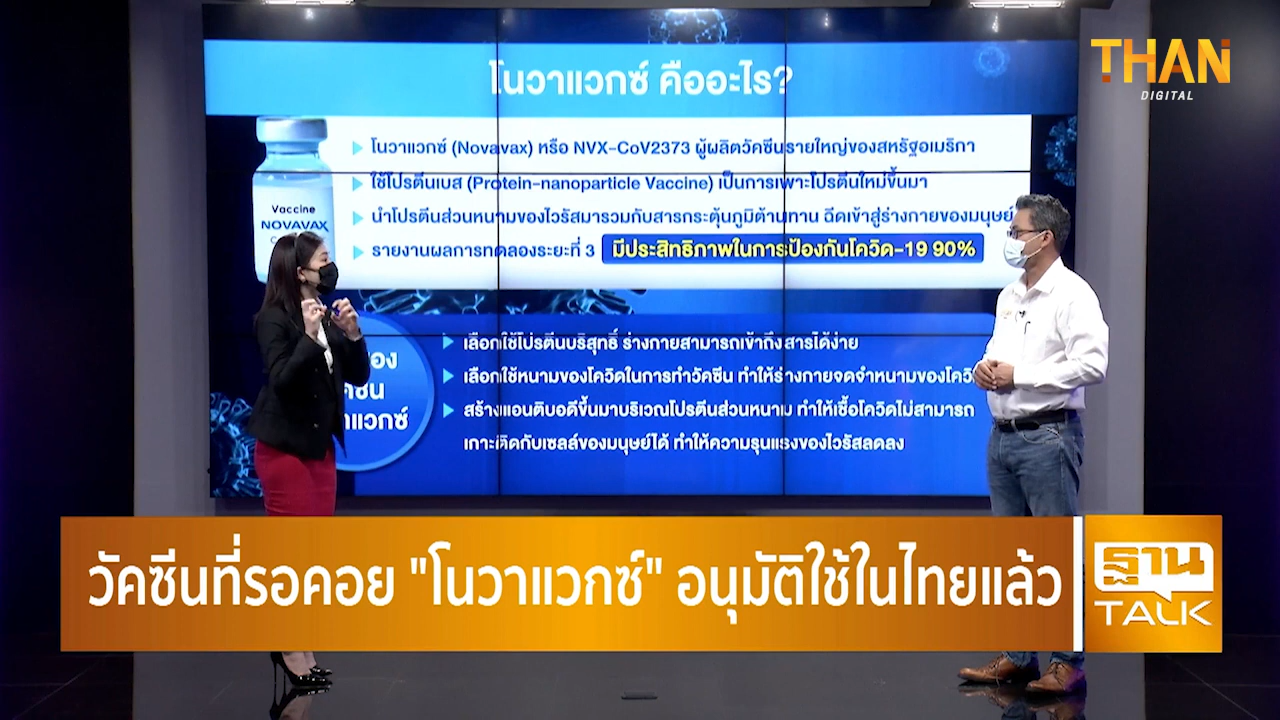 THAN
DIGITAL
โนวาแวกซ์ คืออะไร?
โนวาแวกซ์ (Novavax) หรือ NVX-CoV2373 ผู้ผลิตวัคซีนรายใหญ่ของสหรัฐอเมริกา
ใช้โปรตีนเบส (Protein-nanoparticle Vaccine) เป็นการเพาะโปรตีนใหม่ขึ้นมา
นำโปรตีนส่วนหนามของไวรัสมารวมกับสารกระตุ้นภูมิต้านทาน ฉีดเข้าสู่ร่างกายของมนุษย์
รายงานผลการทดลองระยะที่ 3 มีประสิทธิภาพในการป้องกันโควิด-19 90%
Vaccine
NOVAVAX
เลือกใช้โปรตีนบริสุทธิ์ ร่างกายสามารถเข้าถึงสารได้ง่าย
เลือกใช้หนามของโควิดในการทำวัคซีน ทำให้ร่างกายจดจำหนามของโควิ
สร้างแอนติบอดีขึ้นมาบริเวณโปรตีนส่วนหนาม ทำให้เชื้อโควิดไม่สามารถ
เกาะติดกับเซลล์ของมนุษย์ได้ ทำให้ความรุนแรงของไวรัสลดลง
วัคซีนที่รอคอย "โนวาแวกซ์" อนุมัติใช้ในไทยแล้ว
ฐาน
TALK